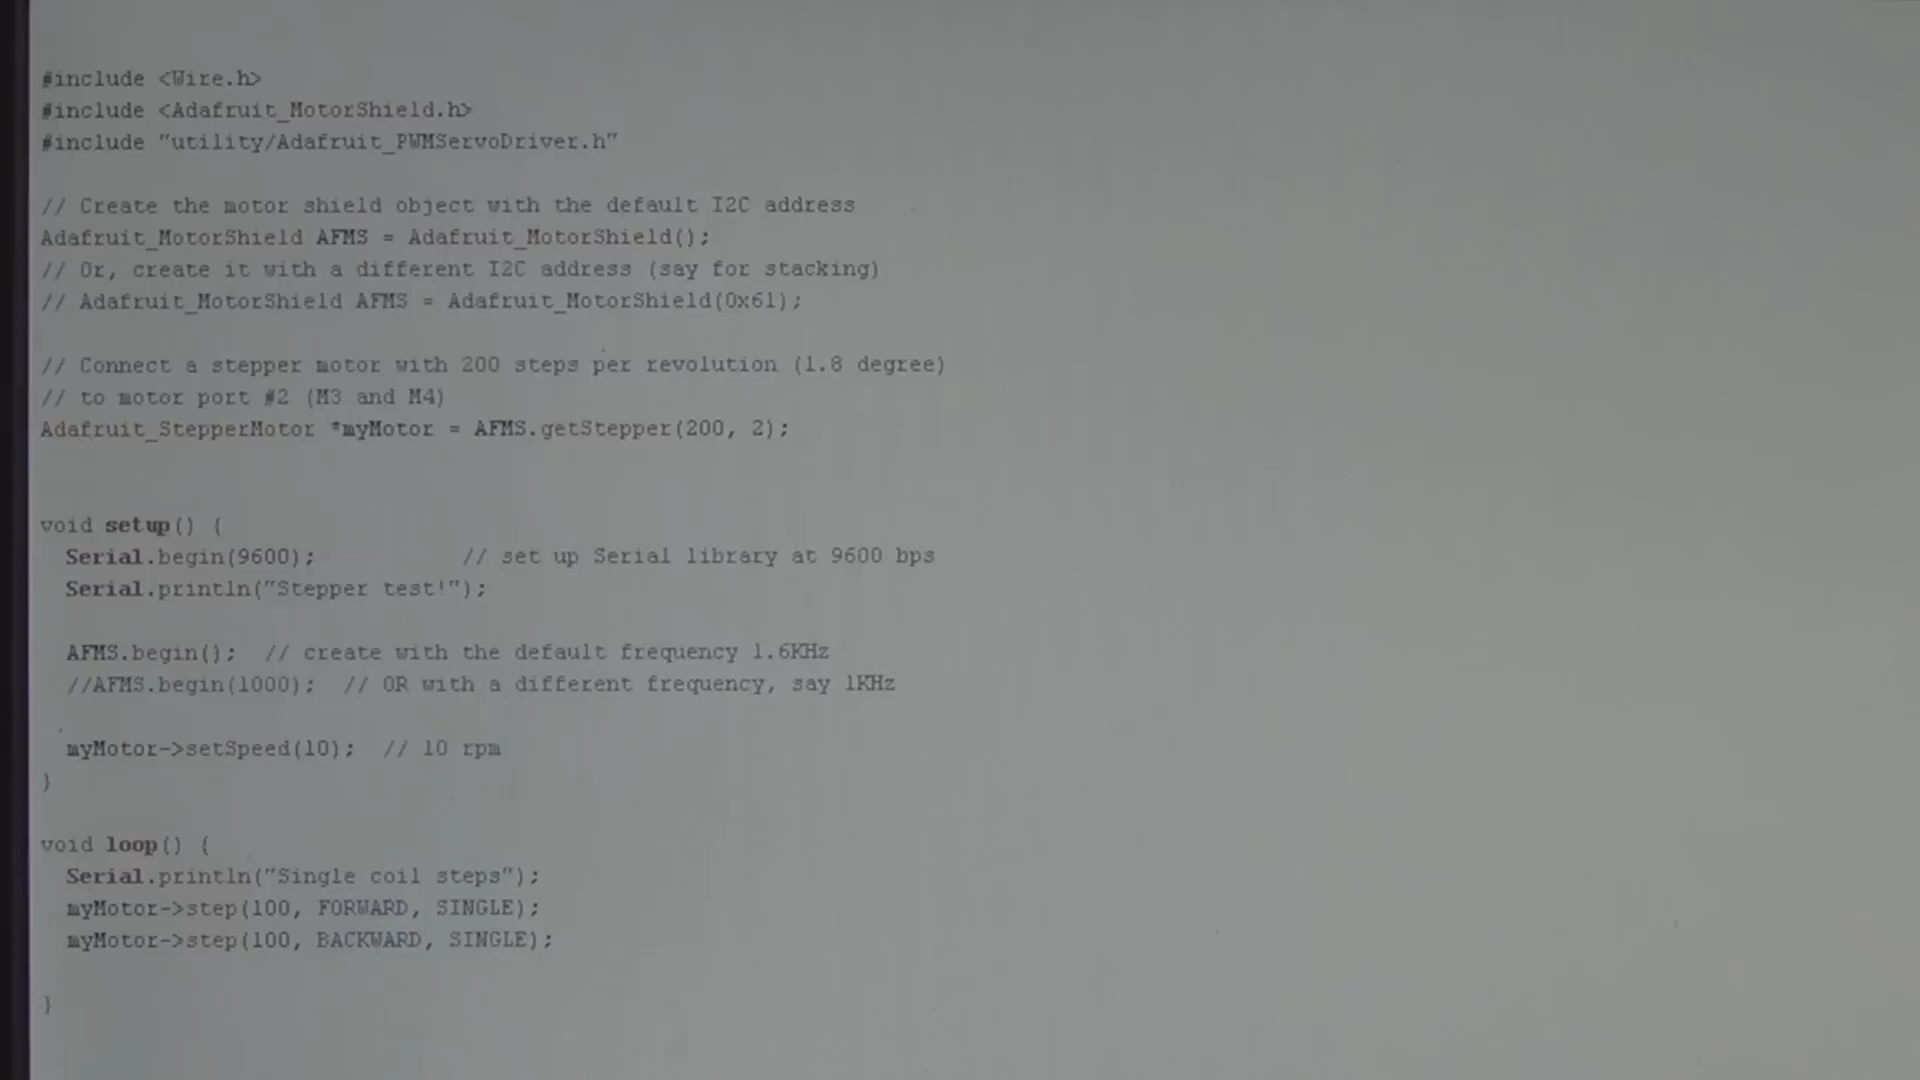 #include <Wire.h>
#include <Adafruit_MotorShield.h>
#include "utility/Adafruit_PWMServoDriver.h"
// Create the motor shield object with the default I2C address
Adafruit_MotorShield AFMS = Adafruit_MotorShield();
// Or, create it with a different I2C address (say for stacking)
// Adafruit_MotorShield AFMS = Adafruit_MotorShield(0x61);
// Connect a stepper motor with 200 steps per revolution (1.8 degree)
// to motor port #2 (M3 and M4)
Adafruit_StepperMotor *myMotor = AFMS.getStepper(200, 2);
void setup() {
Serial.begin(9600); // set up Serial library at 9600 bps
Serial.println("Stepper test!");
AFMS.begin(); // create with the default frequency 1.6KHz
//AFMS.begin(1000); // OR with a different frequency, say 1KHz
myMotor->setSpeed(10); // 10 rpm
}
void loop() {
Serial.println("Single coil steps");
myMotor->step(100, FORWARD, SINGLE);
myMotor->step(100, BACKWARD, SINGLE);
}